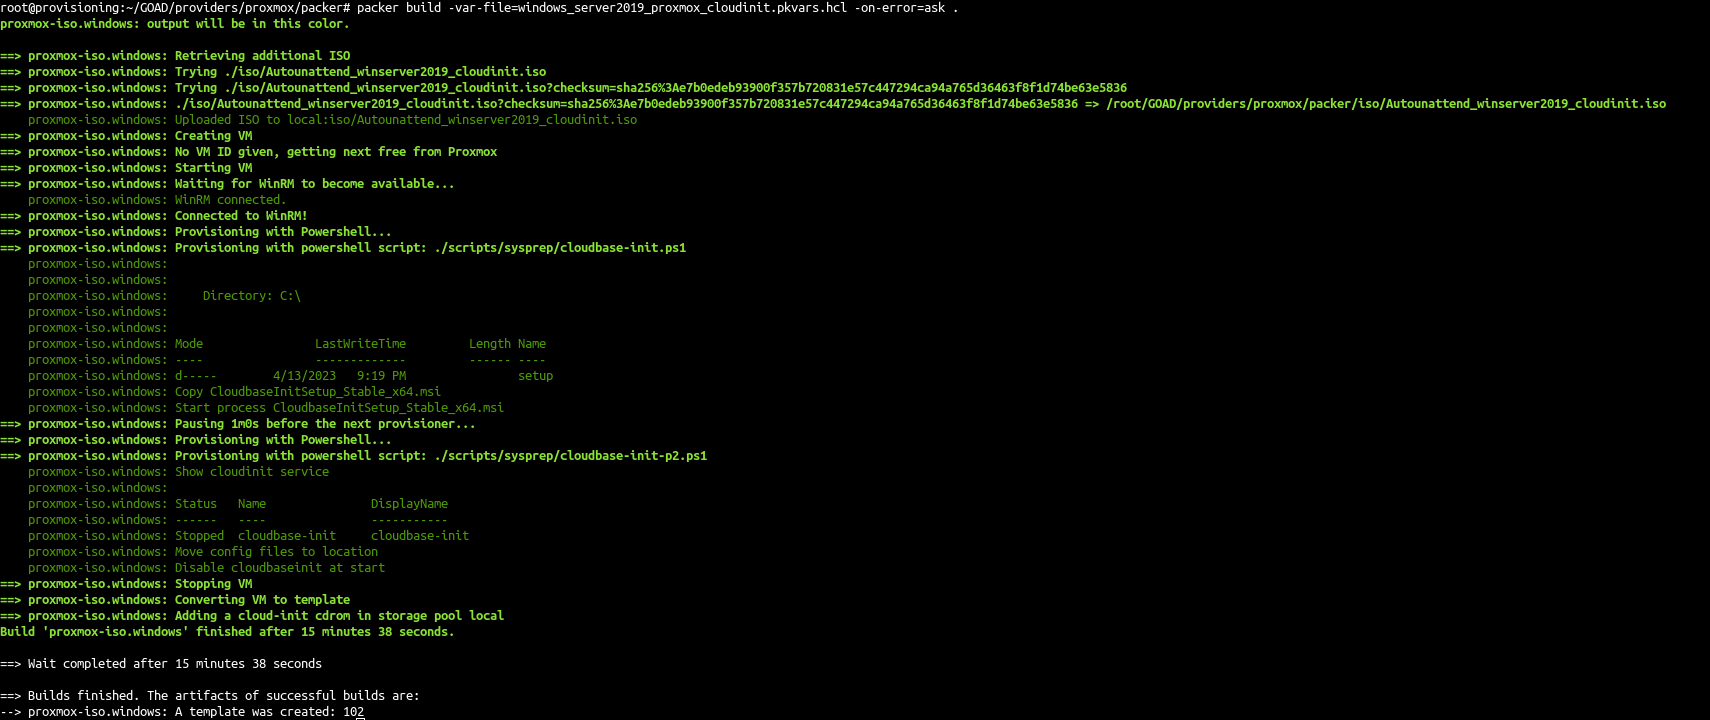 root@provisioning:~/GOAD/providers/proxmox/packer# packer build -var-file=windows_server2019_proxmox_cloudinit.pkvars.hcl -on-error=ask .
proxmox-iso.windows: output will be in this color.
==> proxmox-iso.windows: Retrieving additional ISO
==> proxmox-iso.windows: Trying ./iso/Autounattend_winserver2019_cloudinit.iso
==> proxmox-iso.windows: Trying ./iso/Autounattend_winserver2019_cloudinit.iso?checksum=sha256%3Ae7b0edeb93900f357b720831e57c447294ca94a765d36463f8f1d74be63e5836
==> proxmox-iso.windows: ./iso/Autounattend_winserver2019_cloudinit.iso?checksum=sha256%3Ae7b0edeb93900f357b720831e57c447294ca94a765d36463f8f1d74be63e5836 => /root/GOAD/providers/proxmox/packer/iso/Autounattend_winserver2019_cloudinit.iso
    proxmox-iso.windows: Uploaded ISO to local:iso/Autounattend_winserver2019_cloudinit.iso
==> proxmox-iso.windows: Creating VM
==> proxmox-iso.windows: No VM ID given, getting next free from Proxmox
==> proxmox-iso.windows: Starting VM
==> proxmox-iso.windows: Waiting for WinRM to become available...
    proxmox-iso.windows: WinRM connected.
==> proxmox-iso.windows: Connected to WinRM!
==> proxmox-iso.windows: Provisioning with Powershell...
==> proxmox-iso.windows: Provisioning with powershell script: ./scripts/sysprep/cloudbase-init.ps1
    proxmox-iso.windows:
    proxmox-iso.windows:
    proxmox-iso.windows:     Directory: C:\
    proxmox-iso.windows:
    proxmox-iso.windows:
    proxmox-iso.windows: Mode                LastWriteTime         Length Name
    proxmox-iso.windows: ----                -------------         ------ ----
    proxmox-iso.windows: d-----        4/13/2023   9:19 PM                setup
    proxmox-iso.windows: Copy CloudbaseInitSetup_Stable_x64.msi
    proxmox-iso.windows: Start process CloudbaseInitSetup_Stable_x64.msi
==> proxmox-iso.windows: Pausing 1m0s before the next provisioner...
==> proxmox-iso.windows: Provisioning with Powershell...
==> proxmox-iso.windows: Provisioning with powershell script: ./scripts/sysprep/cloudbase-init-p2.ps1
    proxmox-iso.windows: Show cloudinit service
    proxmox-iso.windows:
    proxmox-iso.windows: Status   Name               DisplayName
    proxmox-iso.windows: ------   ----               -----------
    proxmox-iso.windows: Stopped  cloudbase-init     cloudbase-init
    proxmox-iso.windows: Move config files to location
    proxmox-iso.windows: Disable cloudbaseinit at start
==> proxmox-iso.windows: Stopping VM
==> proxmox-iso.windows: Converting VM to template
==> proxmox-iso.windows: Adding a cloud-init cdrom in storage pool local
Build 'proxmox-iso.windows' finished after 15 minutes 38 seconds.
==> Wait completed after 15 minutes 38 seconds
==> Builds finished. The artifacts of successful builds are:
--> proxmox-iso.windows: A template was created: 102